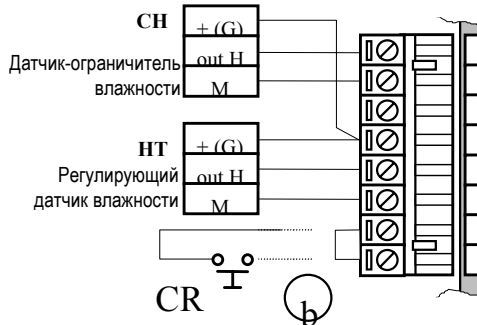 CH
+ (G)
out H
M
Датчик-ограничитель
влажности
HT
+ (G)
out H
M
Регулирующий
датчик влажности
CR
b